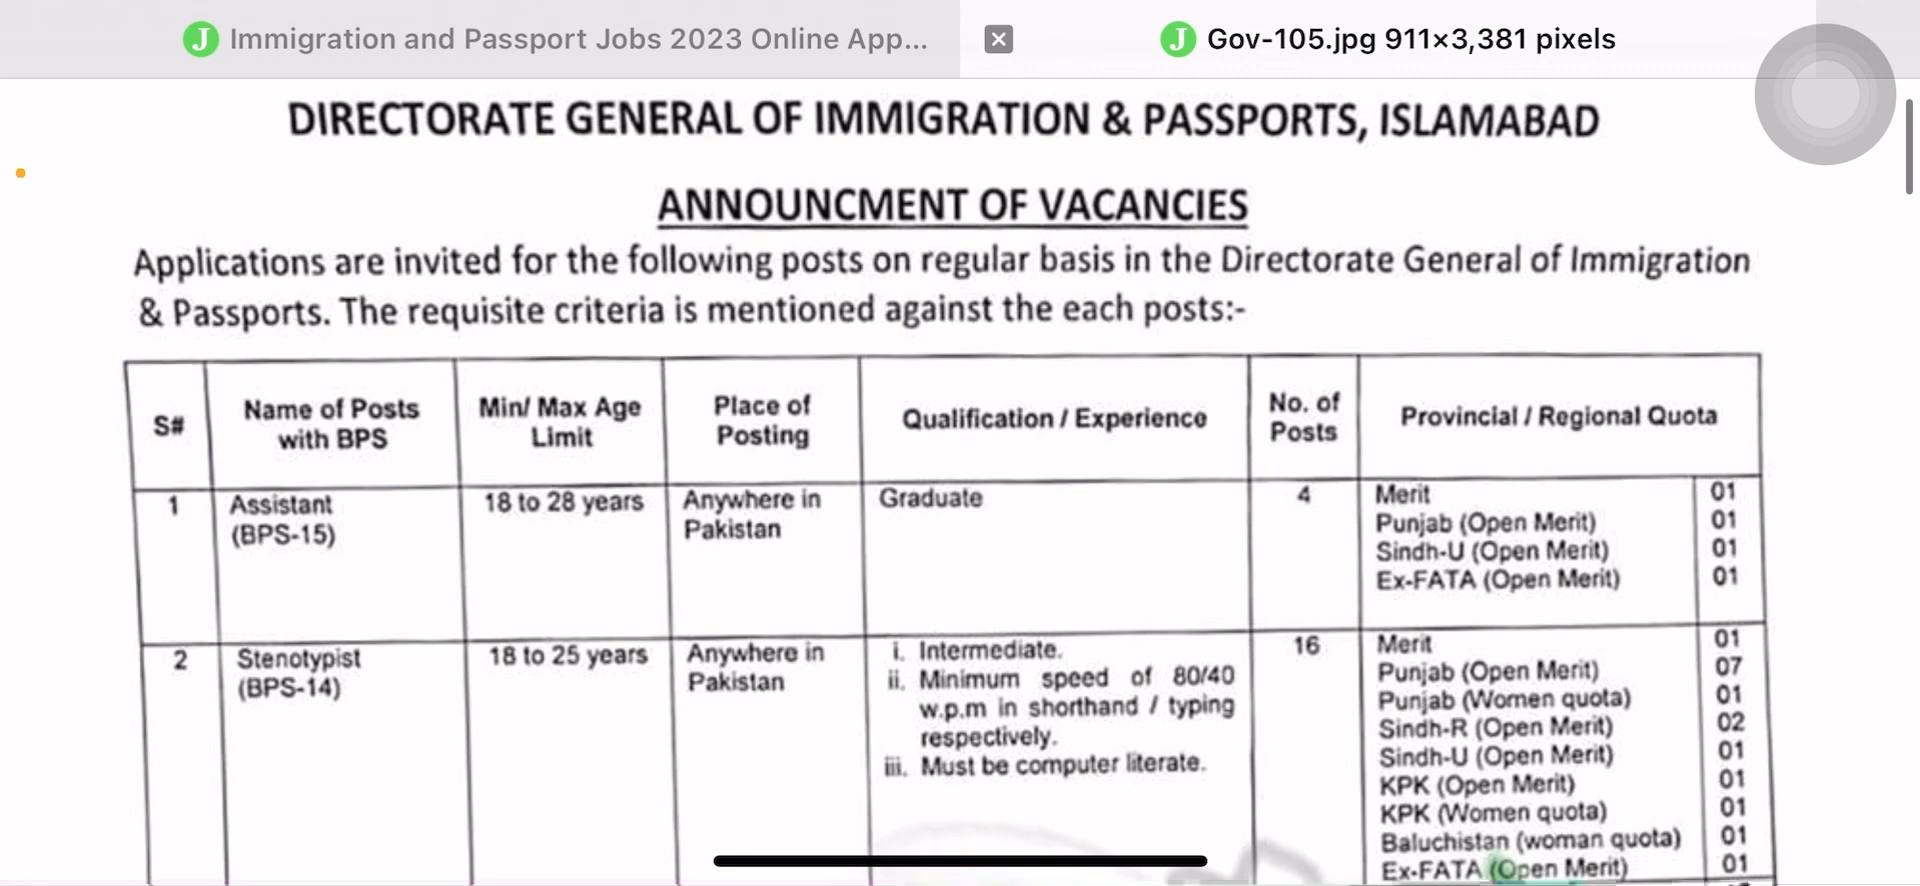 Immigration and Passport Jobs 2023 Online App...
Gov-105.jpg 911×3,381 pixels
DIRECTORATE GENERAL OF IMMIGRATION & PASSPORTS, ISLAMABAD
ANNOUNCMENT OF VACANCIES
Applications are invited for the following posts on regular basis in the Directorate General of Immigration
& Passports. The requisite criteria is mentioned against the each posts:-
S#
Name of Posts
with BPS
Min/ Max Age
Limit
Place of
Posting
Qualification / Experience
No. of
Posts
Provincial / Regional Quota
1
Assistant
(BPS-15)
18 to 28 years
Anywhere in
Pakistan
Graduate
4
Merit 01
Punjab (Open Merit) 01
Sindh-U (Open Merit) 01
Ex-FATA (Open Merit) 01
2
Stenotypist
(BPS-14)
18 to 25 years
Anywhere in
Pakistan
i. Intermediate.
ii. Minimum speed of 80/40
w.p.m in shorthand / typing
respectively.
iii. Must be computer literate.
16
Merit 01
Punjab (Open Merit) 07
Punjab (Women quota) 01
Sindh-R (Open Merit) 02
Sindh-U (Open Merit) 01
KPK (Open Merit) 01
KPK (Women quota) 01
Baluchistan (woman quota) 01
Ex-FATA (Open Merit) 01